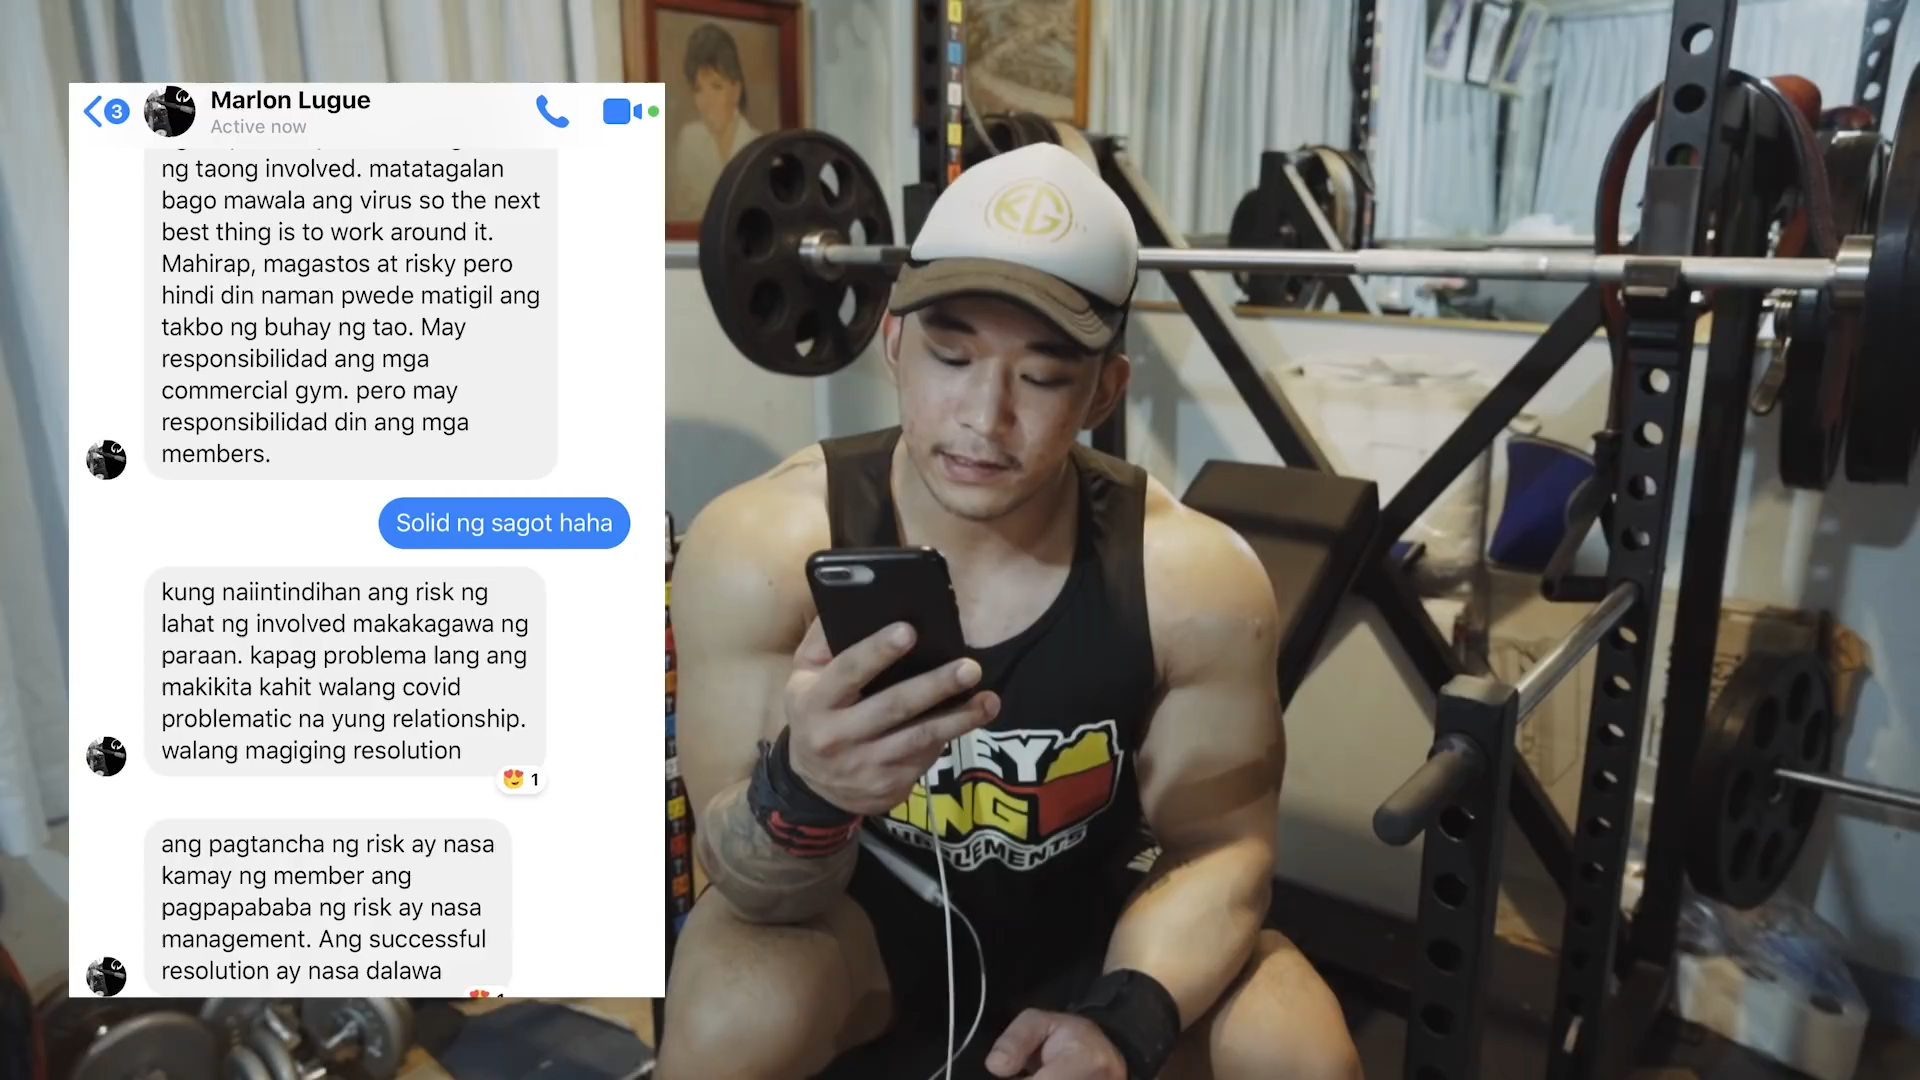 3
Marlon Lugue
Active now
ng taong involved. matatagalan
bago mawala ang virus so the next
best thing is to work around it.
Mahirap, magastos at risky pero
hindi din naman pwede matigil ang
takbo ng buhay ng tao. May
responsibilidad ang mga
commercial gym. pero may
responsibilidad din ang mga
members.
Solid ng sagot haha
kung naiintindihan ang risk ng
lahat ng involved makakagawa ng
paraan. kapag problema lang ang
makikita kahit walang covid
problematic na yung relationship.
walang magiging resolution
1
ang pagtancha ng risk ay nasa
kamay ng member ang
pagpapababa ng risk ay nasa
management. Ang successful
resolution ay nasa dalawa
KG